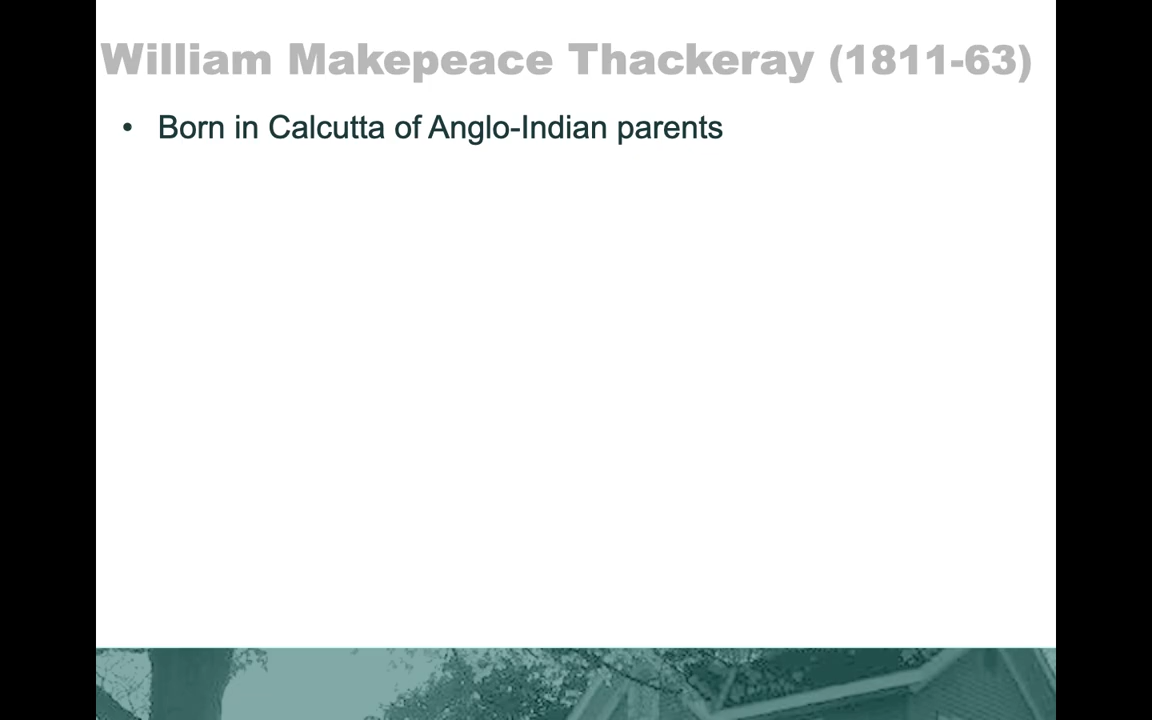 William Makepeace Thackeray (1811-63)
• Born in Calcutta of Anglo-Indian parents